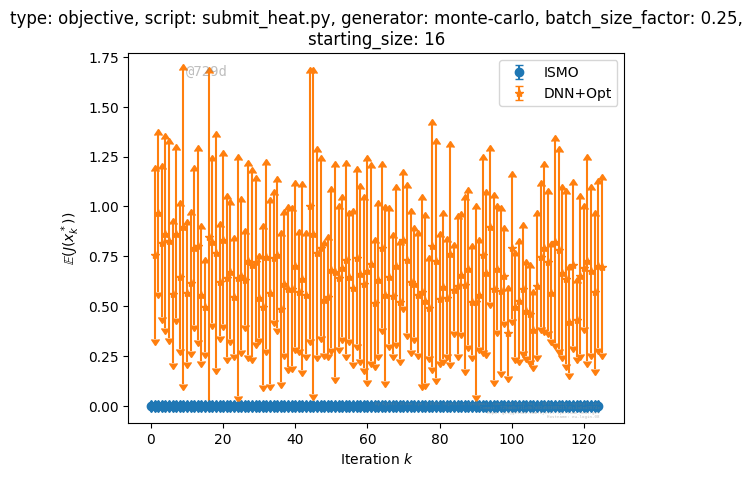 type: objective, script: submit_heat.py, generator: monte-carlo, batch_size_factor: 0.25,
starting_size: 16
1.75
1.50
1.25
1.00
0.75
0.50
0.25
0.00
𝔼(J(x_k^*))
ISMO
DNN+Opt
0
20
40
60
80
100
120
Iteration k